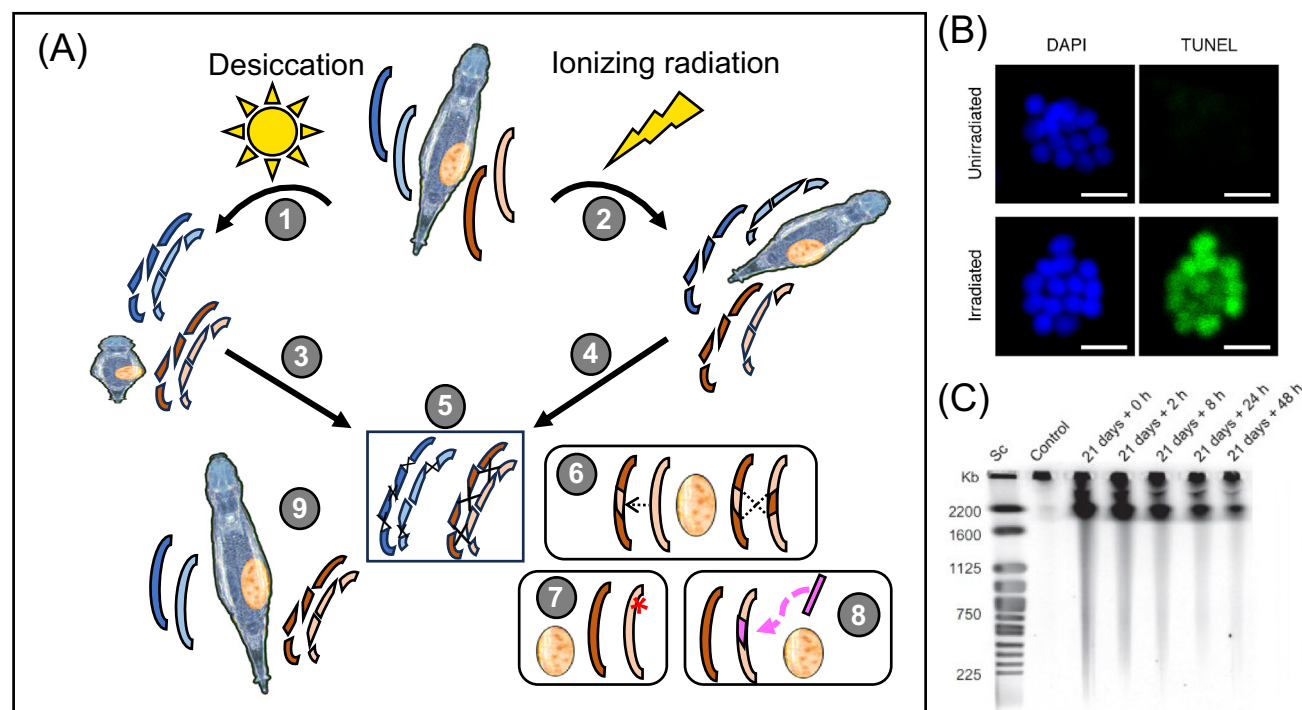 (A)
Desiccation
Ionizing radiation
1
2
3
4
5
6
7
8
9
(B)
DAPI
TUNEL
Unirradiated
Irradiated
(C)
Sc
Control
21 days + 0 h
21 days + 2 h
21 days + 8 h
21 days + 24 h
21 days + 48 h
Kb
2200
1600
1125
750
225